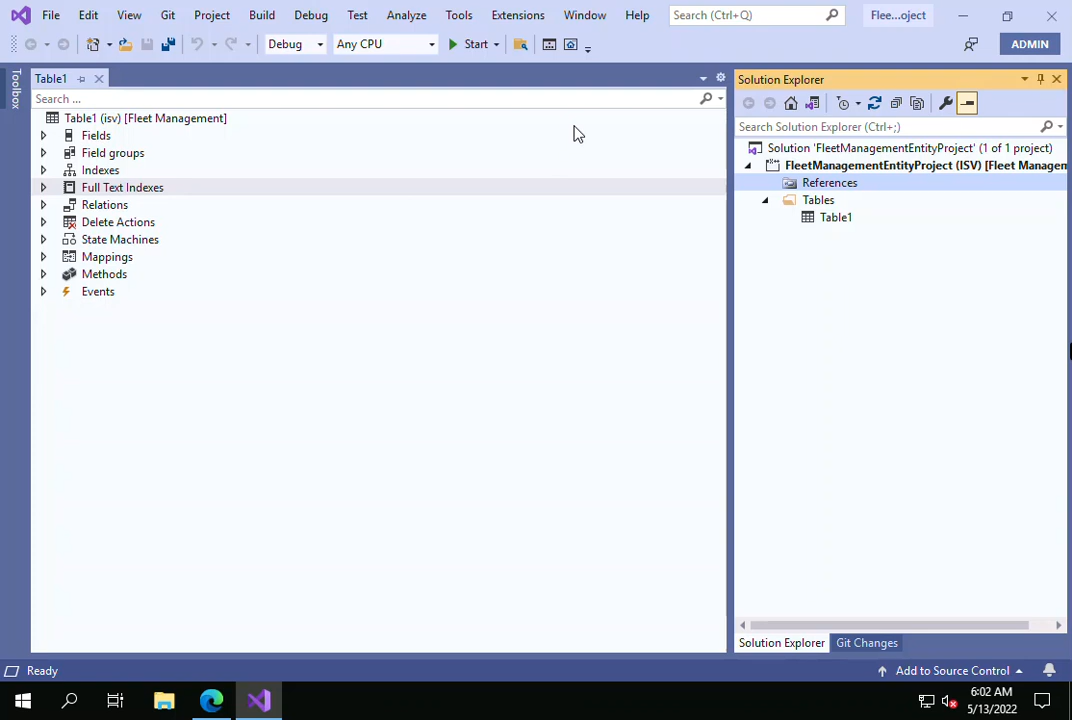 File Edit View Git Project Build Debug Test Analyze Tools Extensions Window Help Search (Ctrl+Q) Flee...oject
Debug Any CPU Start ADMIN
Toolbox
Table1
Search ...
Table1 (isv) [Fleet Management]
Fields
Field groups
Indexes
Full Text Indexes
Relations
Delete Actions
State Machines
Mappings
Methods
Events
Solution Explorer
Search Solution Explorer (Ctrl+;)
Solution 'FleetManagementEntityProject' (1 of 1 project)
FleetManagementEntityProject (ISV) [Fleet Managem
References
Tables
Table1
Solution Explorer Git Changes
Ready Add to Source Control
6:02 AM
5/13/2022